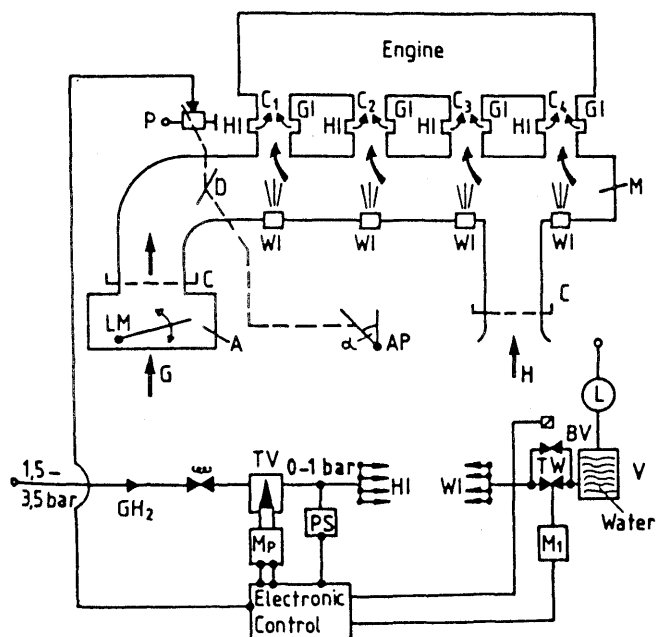 Engine
C1 GI C2 GI C3 GI C4 GI
P HI HI HI HI
D M
WI WI WI WI
C C
LM A α AP
G H
L
1,5- TV 0-1 bar BV V
3,5 bar GH2 HI WI TW
PS Water
MP M1
Electronic
Control